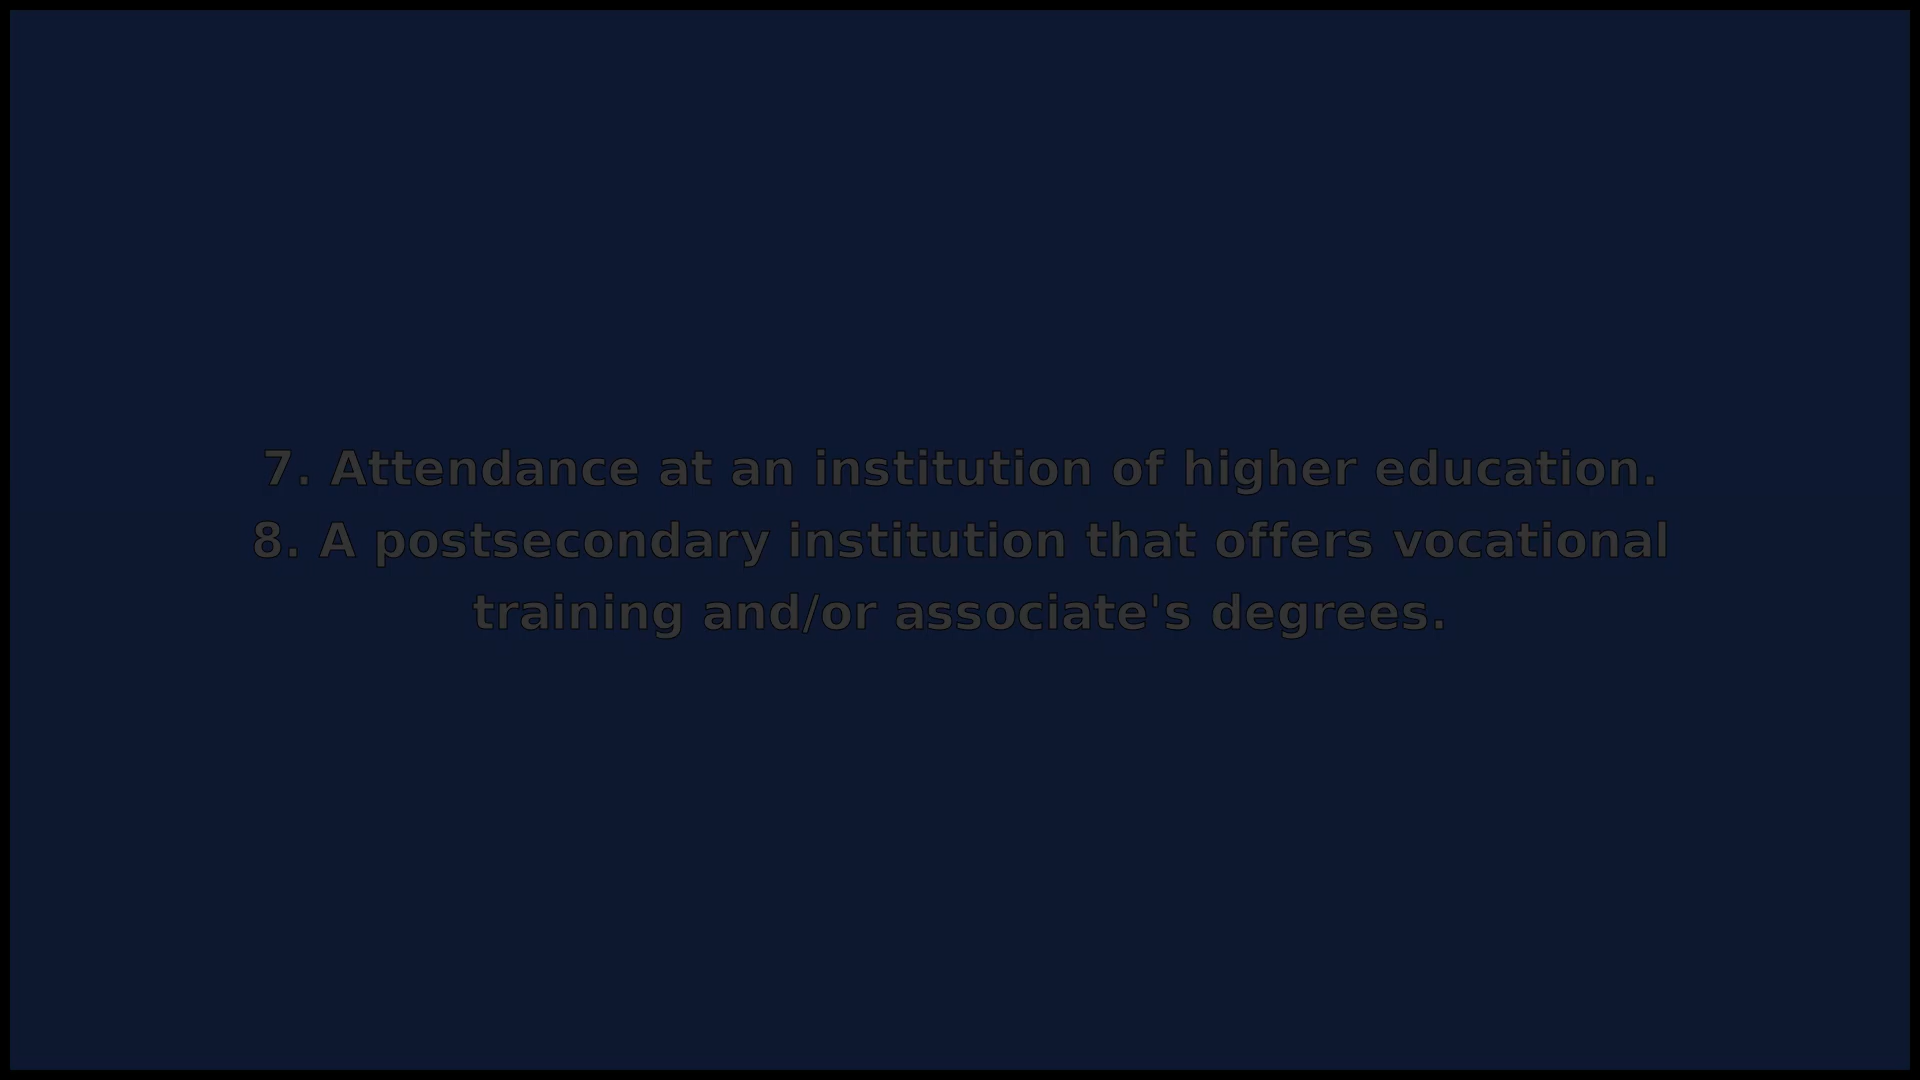 7. Attendance at an institution of higher education.
8. A postsecondary institution that offers vocational
training and/or associate's degrees.